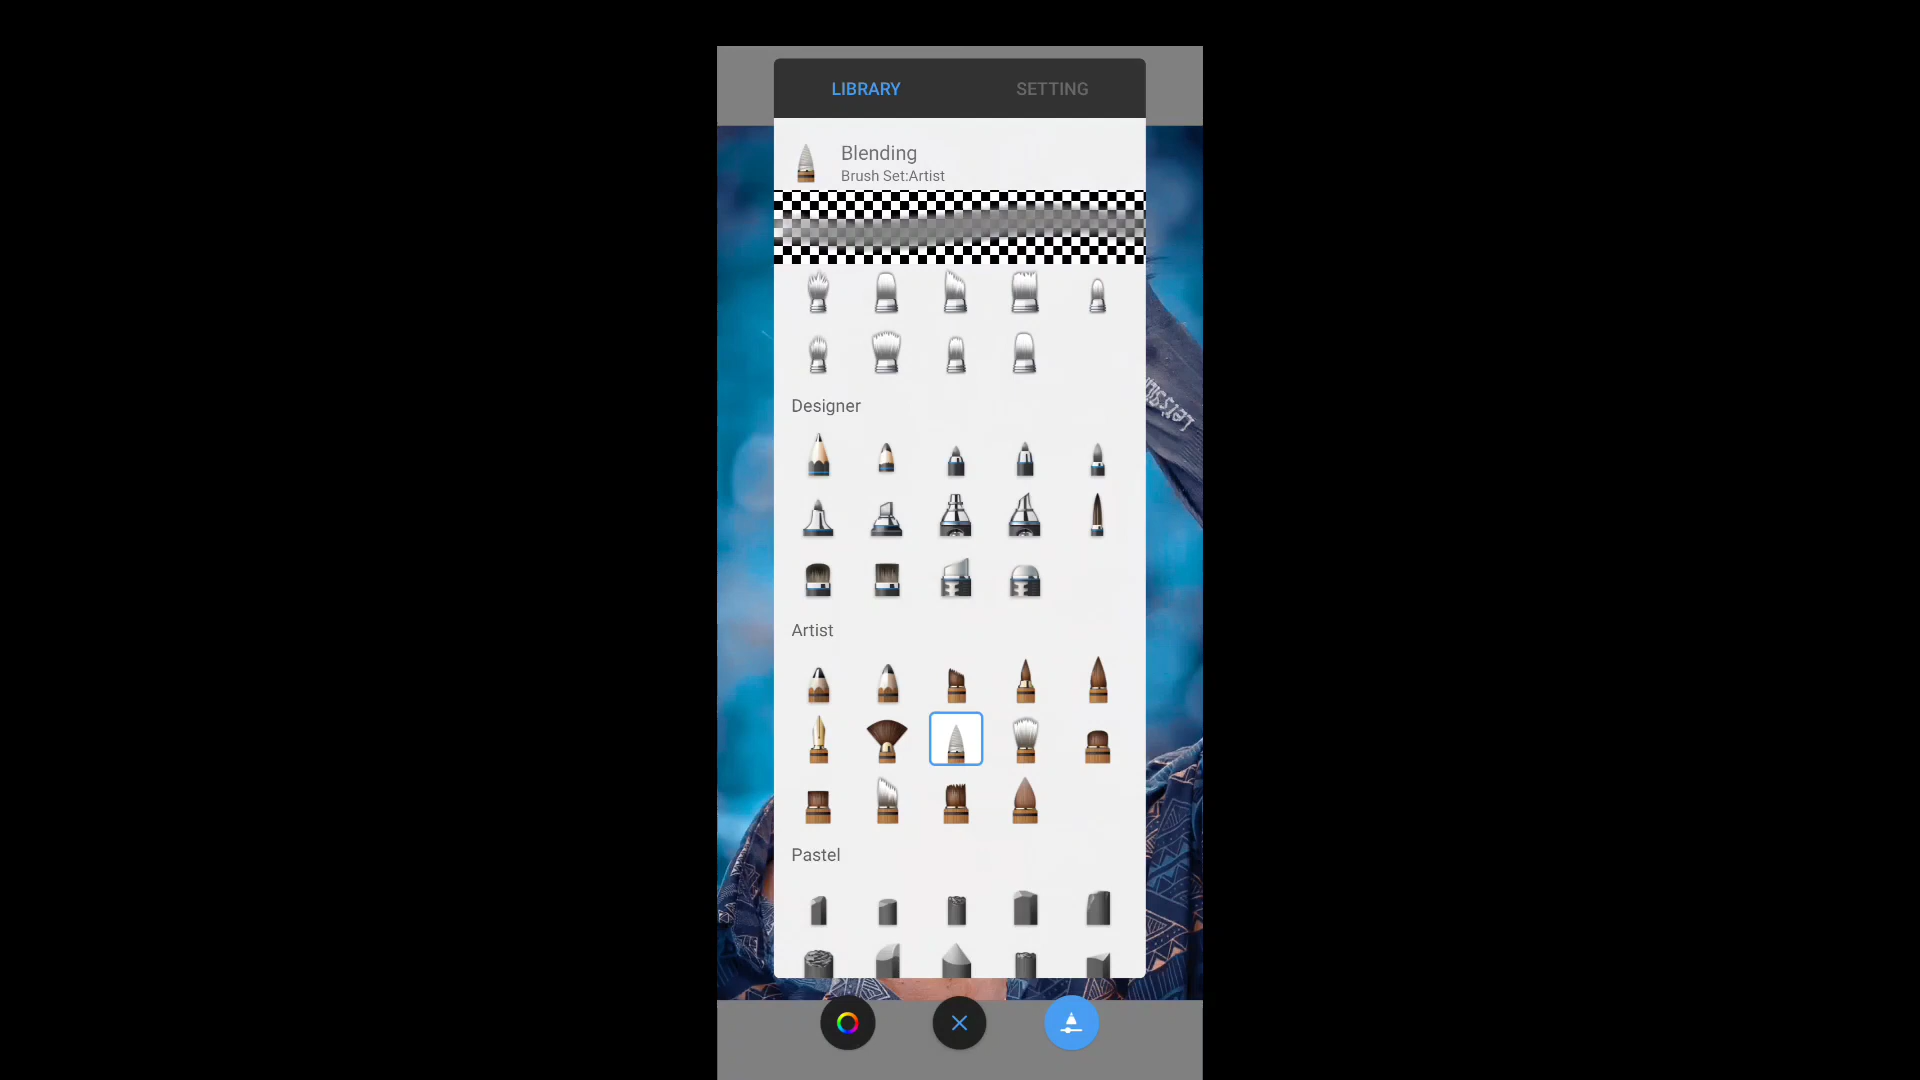 LIBRARY
SETTING
Blending
Brush Set:Artist
Designer
Artist
Pastel